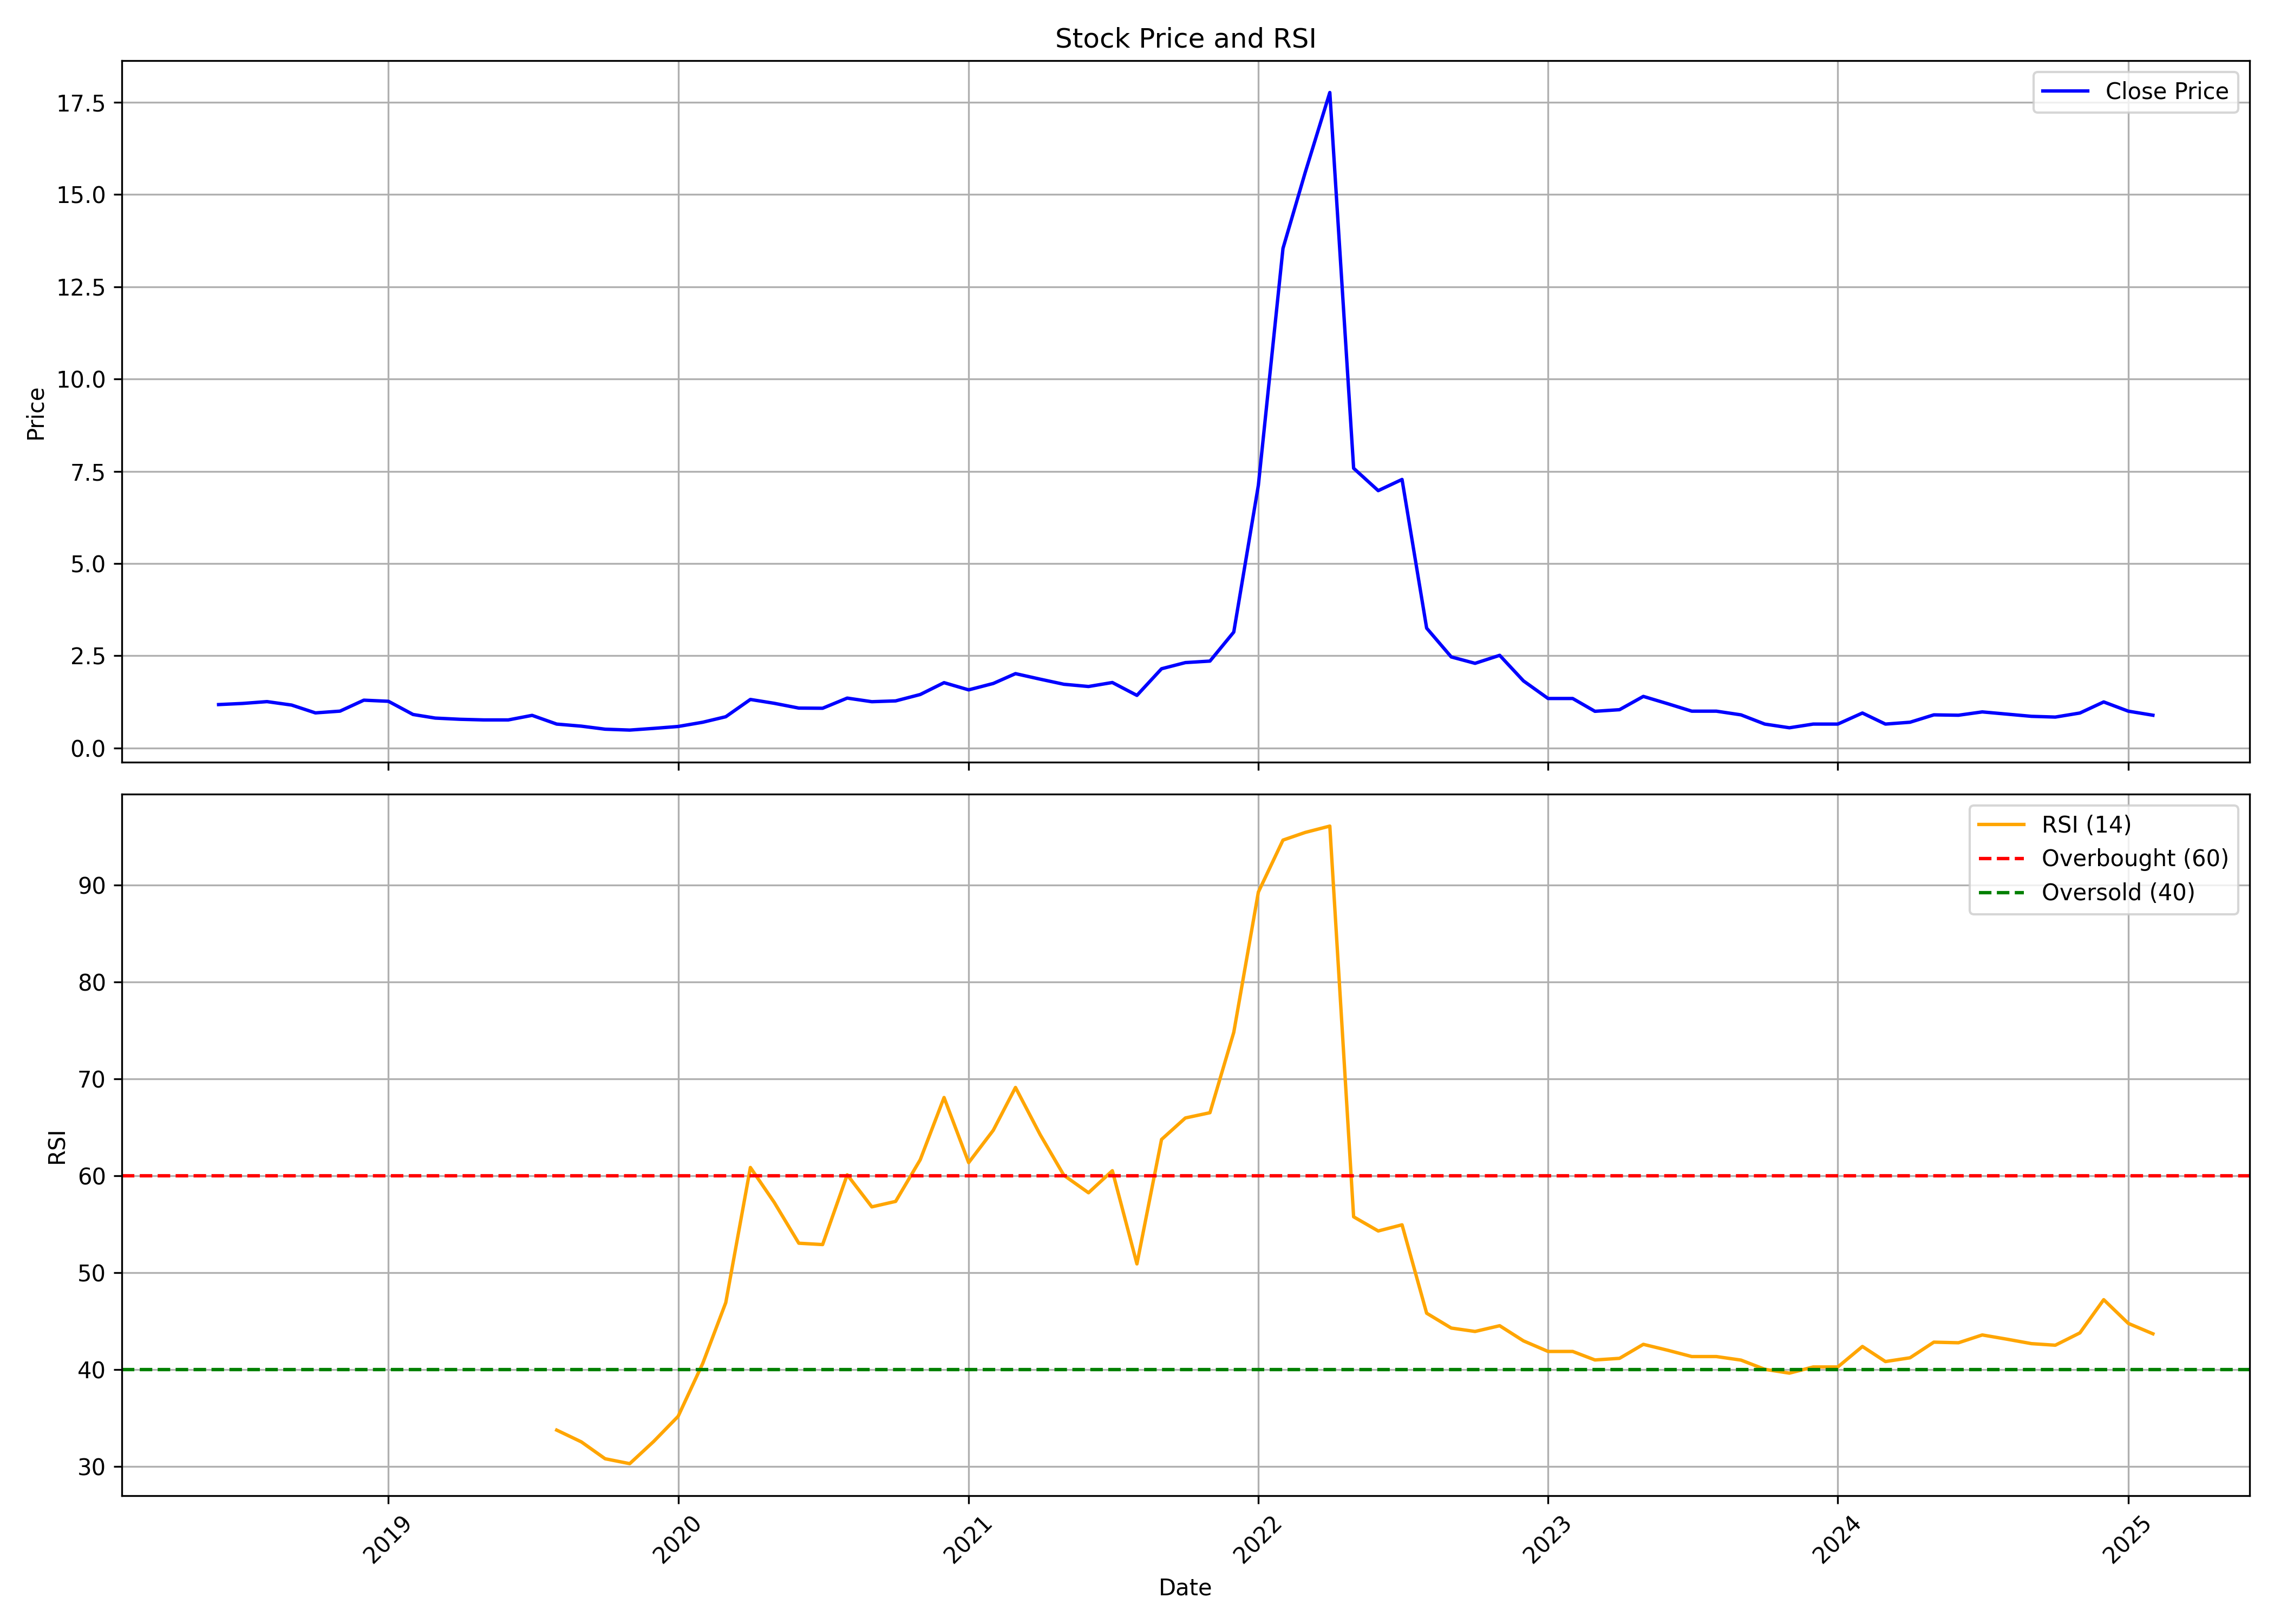 Stock Price and RSI
Close Price
17.5
15.0
12.5
10.0
7.5
5.0
2.5
0.0
Price
RSI (14)
Overbought (60)
Oversold (40)
90
80
70
60
50
40
30
RSI
2019
2020
2021
2022
2023
2024
2025
Date